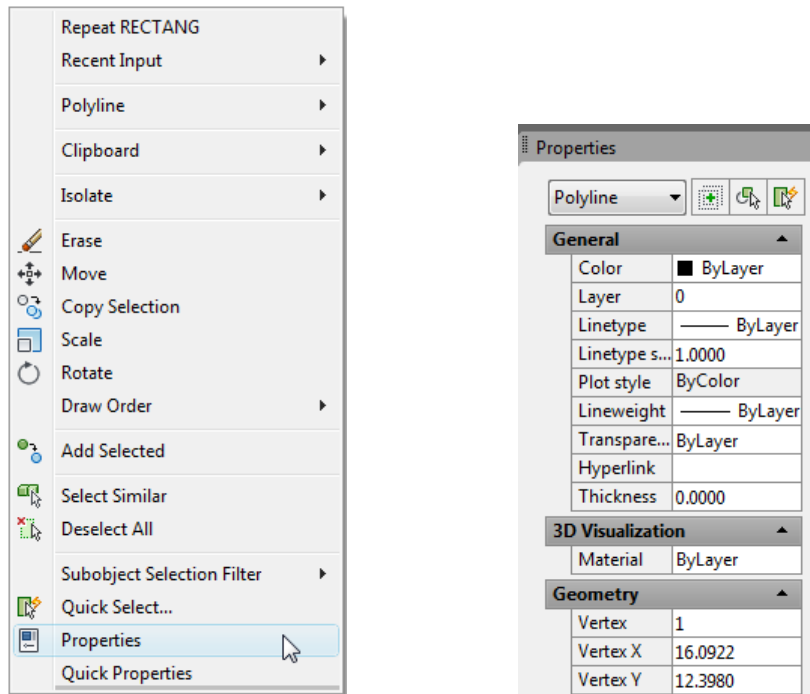 Repeat RECTANG
Recent Input
Polyline
Clipboard
Isolate
Erase
Move
Copy Selection
Scale
Rotate
Draw Order
Add Selected
Select Similar
Deselect All
Subobject Selection Filter
Quick Select...
Properties
Quick Properties
Properties
Polyline
General
Color ByLayer
Layer 0
Linetype ByLayer
Linetype s... 1.0000
Plot style ByColor
Lineweight ByLayer
Transpare... ByLayer
Hyperlink
Thickness 0.0000
3D Visualization
Material ByLayer
Geometry
Vertex 1
Vertex X 16.0922
Vertex Y 12.3980